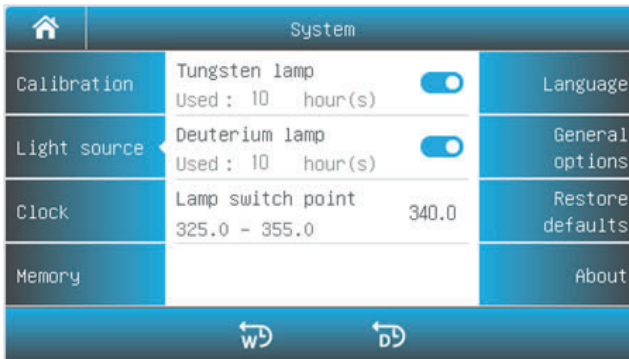 System
Calibration
Light source
Clock
Memory
Tungsten lamp
Used : 10 hour(s)
Deuterium lamp
Used : 10 hour(s)
Lamp switch point
325.0 - 355.0
340.0
Language
General
options
Restore
defaults
About
W
D